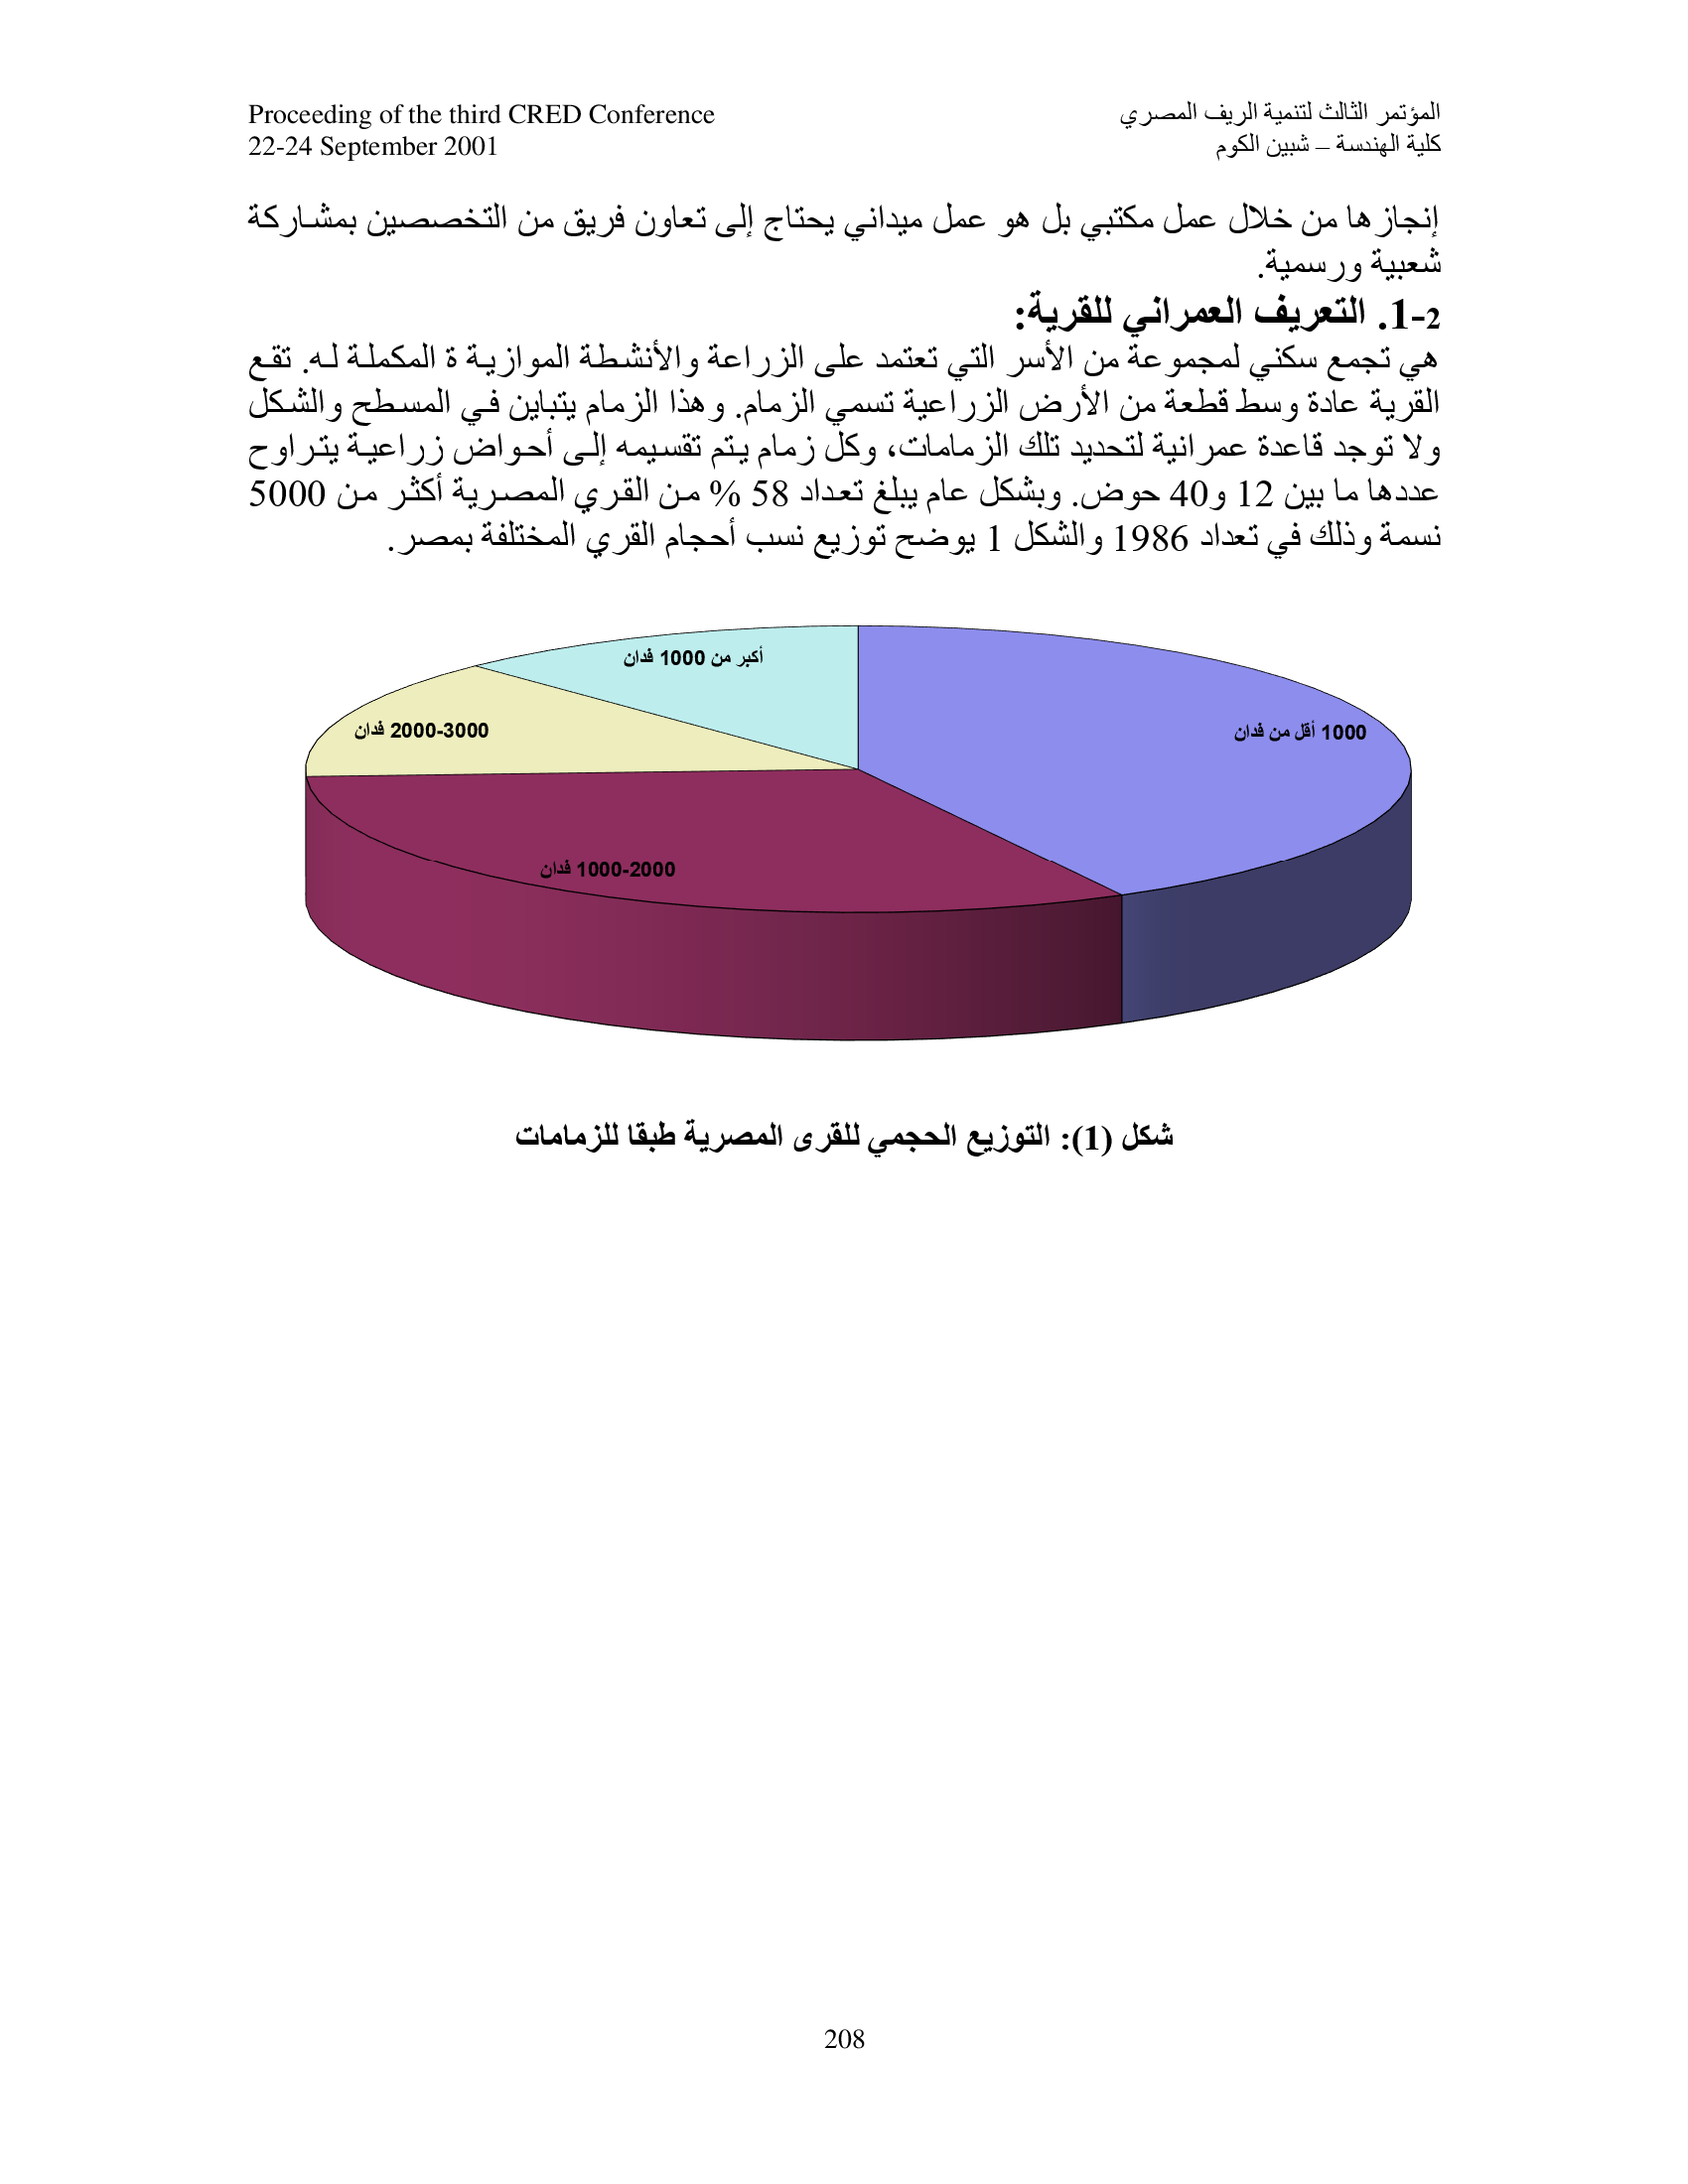 Proceeding of the third CRED Conference
المؤتمر الثالث لتنمية الريف المصري
22-24 September 2001
كلية الهندسة – شبين الكوم
إنجازها من خلال عمل مكتبي بل هو عمل ميداني يحتاج إلى تعاون فريق من التخصصين بمشاركة
شعبية ورسمية.
1-2. التعريف العمراني للقرية:
هي تجمع سكني لمجموعة من الأسر التي تعتمد على الزراعة والأنشطة الموازية ة المكملة له. تقع
القرية عادة وسط قطعة من الأرض الزراعية تسمي الزمام. وهذا الزمام يتباين في المسطح والشكل
ولا توجد قاعدة عمرانية لتحديد تلك الزمامات، وكل زمام يتم تقسيمه إلى أحواض زراعية يتراوح
عددها ما بين 12 و40 حوض. وبشكل عام يبلغ تعداد 58 % من القري المصرية أكثر من 5000
نسمة وذلك في تعداد 1986 والشكل 1 يوضح توزيع نسب أحجام القري المختلفة بمصر.
أكبر من 1000 فدان
2000-3000 فدان
1000 أقل من فدان
1000-2000 فدان
شكل (1): التوزيع الحجمي للقرى المصرية طبقا للزمامات
208